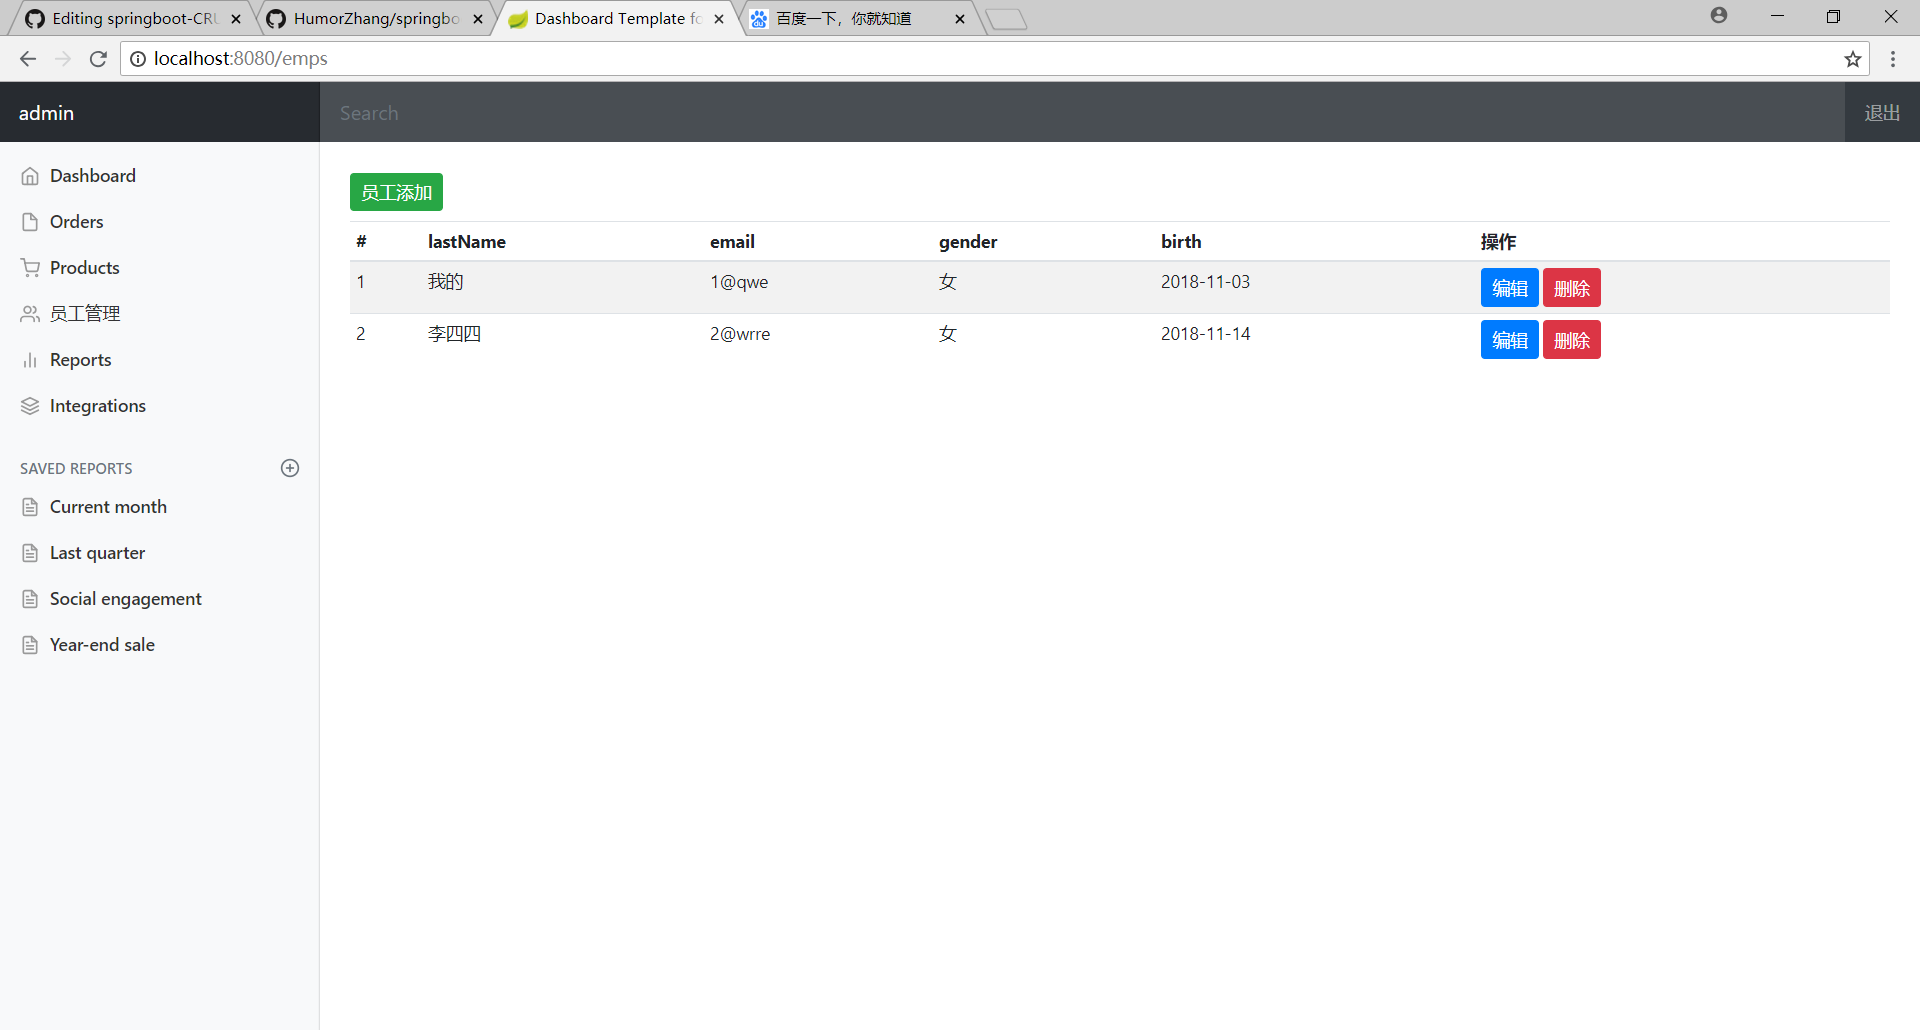 Editing springboot-CRU
HumorZhang/springbo
Dashboard Template fo
百度一下，你就知道
localhost:8080/emps
admin
Search
退出
Dashboard
Orders
Products
员工管理
Reports
Integrations
SAVED REPORTS
Current month
Last quarter
Social engagement
Year-end sale
员工添加
# lastName email gender birth 操作
1 我的 1@qwe 女 2018-11-03 编辑 删除
2 李四四 2@wrre 女 2018-11-14 编辑 删除